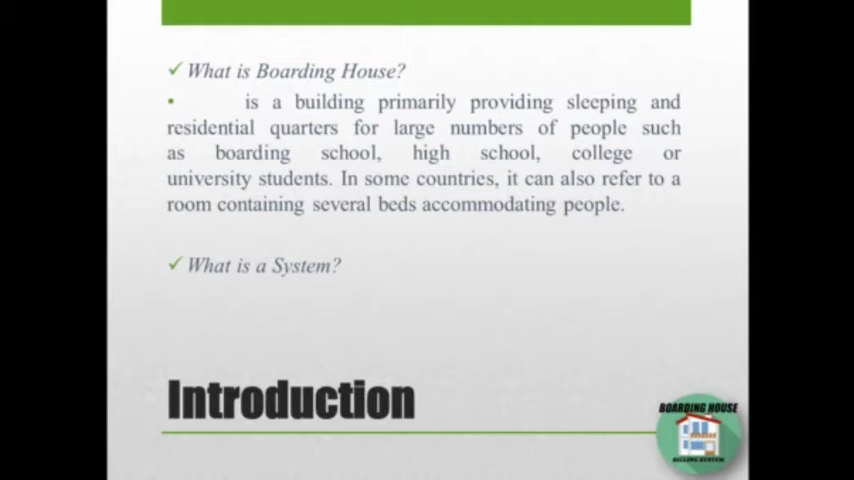 What is Boarding House?
is a building primarily providing sleeping and
residential quarters for large numbers of people such
as boarding school, high school, college or
university students. In some countries, it can also refer to a
room containing several beds accommodating people.
What is a System?
Introduction
BOARDING HOUSE
BILLING SYSTEM